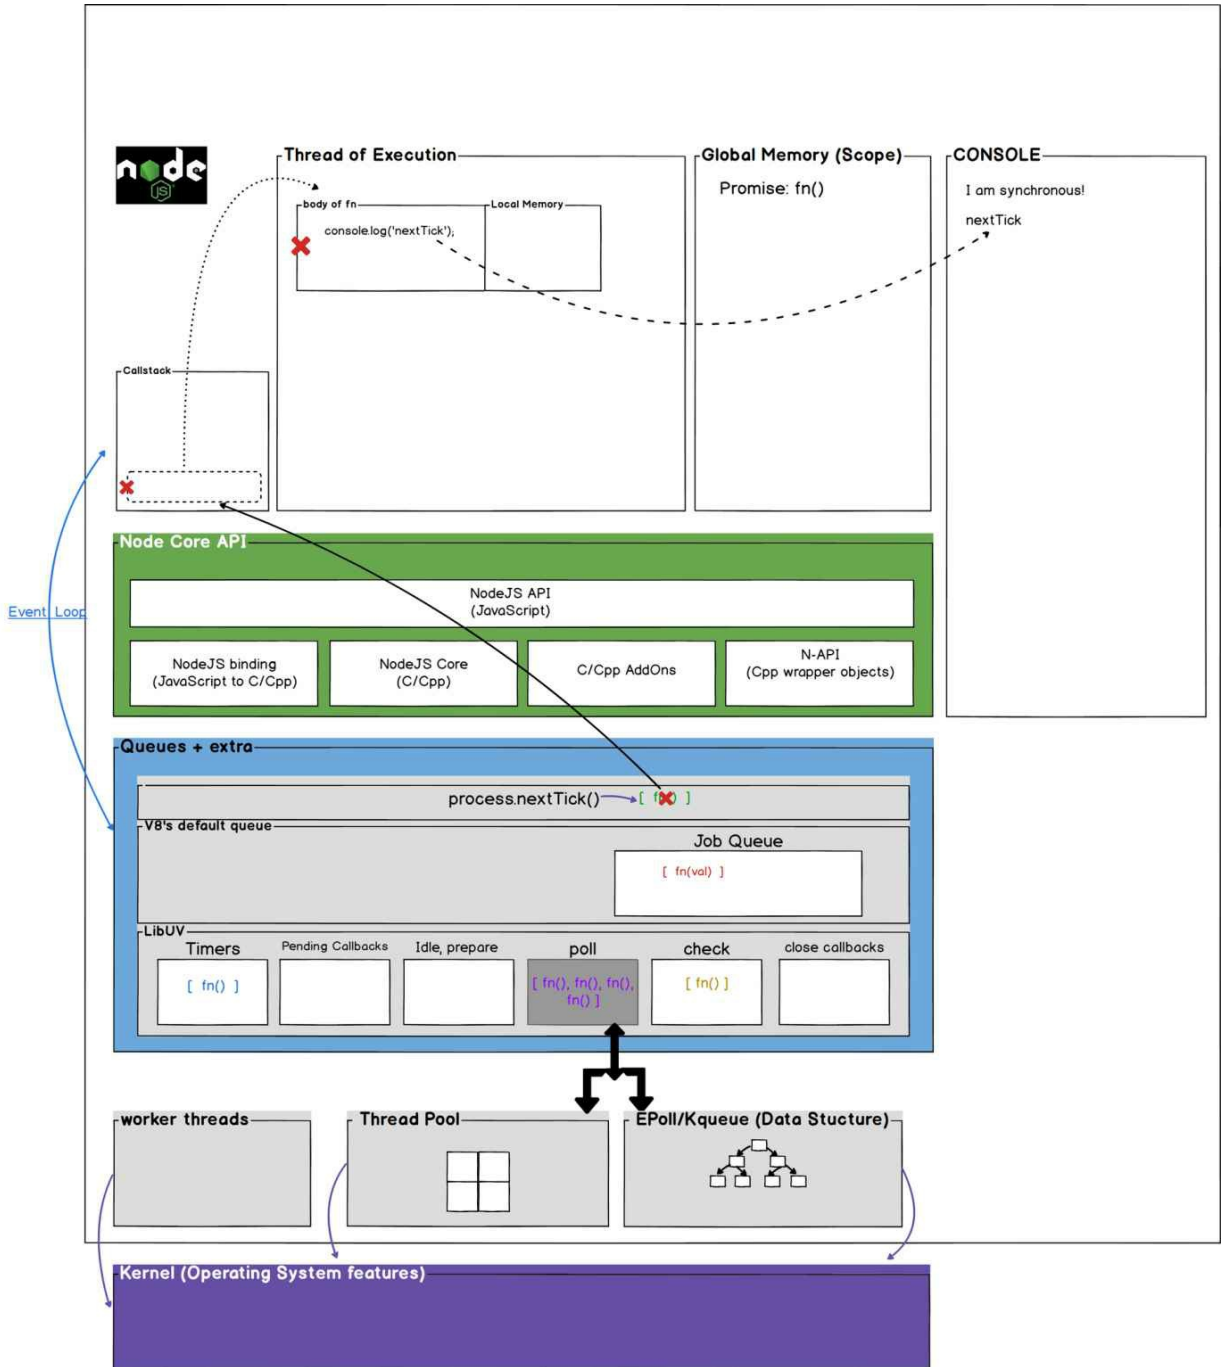 node
JS
Thread of Execution
Global Memory (Scope)
CONSOLE
Promise: fn()
I am synchronous!
body of fn
Local Memory
nextTick
console.log('nextTick');
Callstack
Node Core API
NodeJS API
(JavaScript)
Event Loop
NodeJS binding
(JavaScript to C/Cpp)
NodeJS Core
(C/Cpp)
C/Cpp AddOns
N-API
(Cpp wrapper objects)
Queues + extra
process.nextTick()
[ fn() ]
V8's default queue
Job Queue
[ fn(val) ]
LibUV
Timers
Pending Callbacks
Idle, prepare
poll
check
close callbacks
[ fn() ]
[ fn(), fn(), fn(),
fn() ]
[ fn() ]
worker threads
Thread Pool
EPoll/Kqueue (Data Stucture)
Kernel (Operating System features)